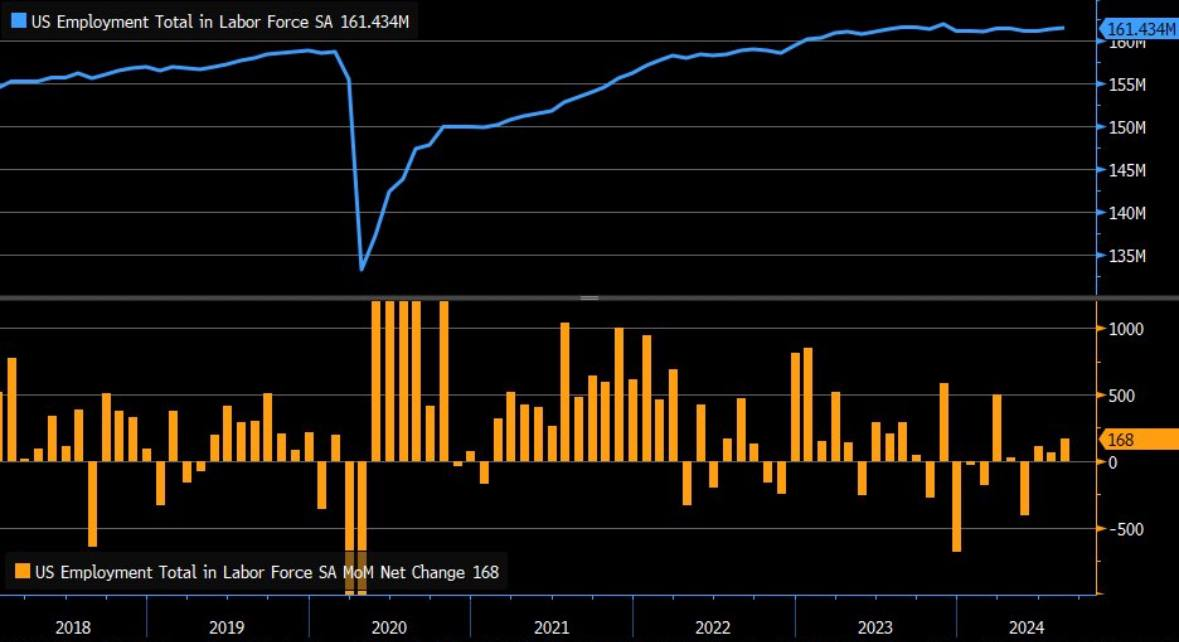 US Employment Total in Labor Force SA 161.434M
161.434M
160M
155M
150M
145M
140M
135M
1000
500
168
0
-500
US Employment Total in Labor Force SA MoM Net Change 168
2018 2019 2020 2021 2022 2023 2024